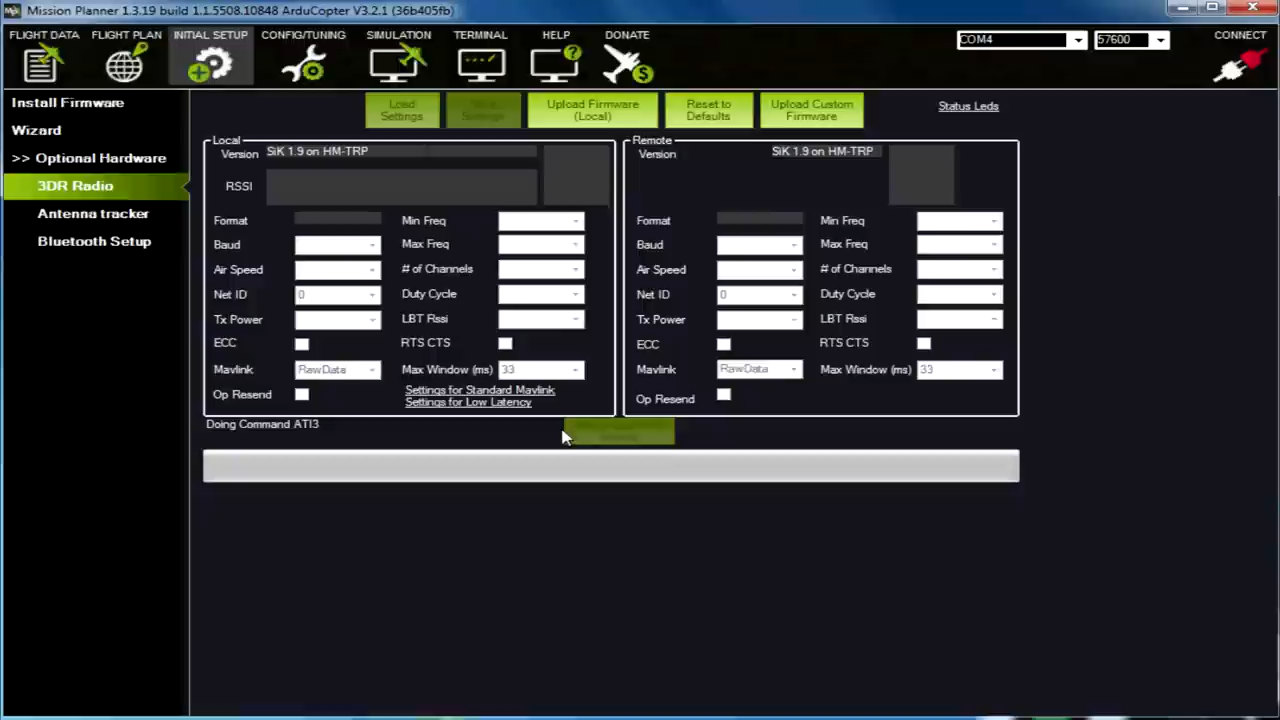 Mission Planner 1.3.19 build 1.1.5508.10848 ArduCopter V3.2.1 (36b405fb)
FLIGHT DATA FLIGHT PLAN INITIAL SETUP CONFIG/TUNING SIMULATION TERMINAL HELP DONATE
COM4 57600 CONNECT
Install Firmware
Wizard
>> Optional Hardware
3DR Radio
Antenna tracker
Bluetooth Setup
Load Settings
Upload Firmware (Local)
Reset to Defaults
Upload Custom Firmware
Status Leds
Local
Version SiK 1.9 on HM-TRP
RSSI
Format Min Freq
Baud Max Freq
Air Speed # of Channels
Net ID 0 Duty Cycle
Tx Power LBT Rssi
ECC RTS CTS
Mavlink RawData Max Window (ms) 33
Op Resend Settings for Standard Mavlink
Settings for Low Latency
Remote
Version SiK 1.9 on HM-TRP
Format Min Freq
Baud Max Freq
Air Speed # of Channels
Net ID 0 Duty Cycle
Tx Power LBT Rssi
ECC RTS CTS
Mavlink RawData Max Window (ms) 33
Op Resend
Doing Command ATI3